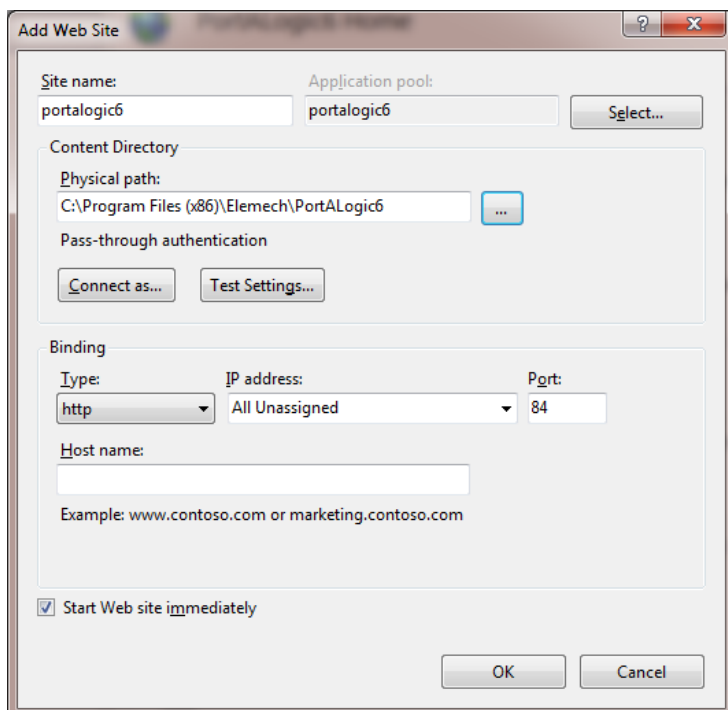 PortALogic6 Home
Add Web Site
Site name:
Application pool:
portalogic6
portalogic6
Select...
Content Directory
Physical path:
C:\Program Files (x86)\Elemech\PortALogic6
...
Pass-through authentication
Connect as...
Test Settings...
Binding
Type:
IP address:
Port:
http
All Unassigned
84
Host name:
Example: www.contoso.com or marketing.contoso.com
Start Web site immediately
OK
Cancel